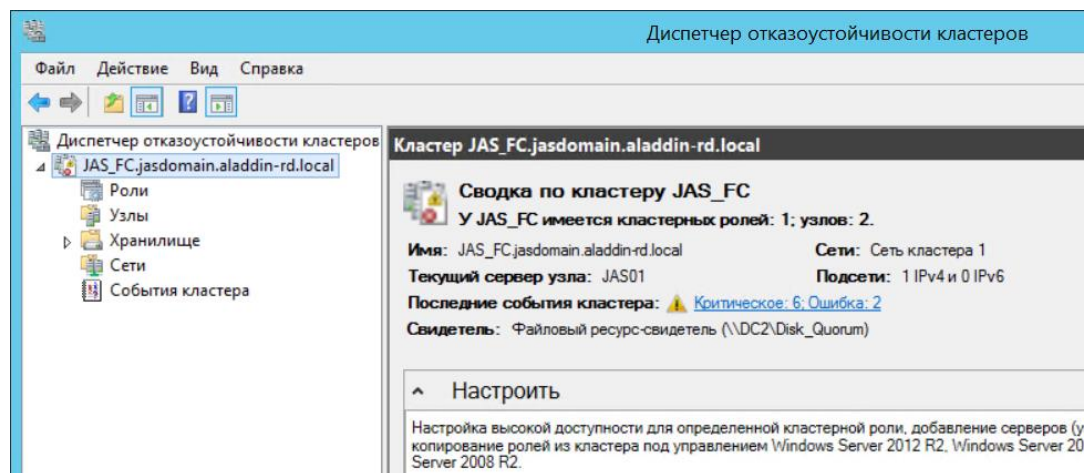 Диспетчер отказоустойчивости кластеров
Файл Действие Вид Справка
Диспетчер отказоустойчивости кластеров
JAS_FC.jasdomain.aladdin-rd.local
Роли
Узлы
Хранилище
Сети
События кластера
Кластер JAS_FC.jasdomain.aladdin-rd.local
Сводка по кластеру JAS_FC
У JAS_FC имеется кластерных ролей: 1; узлов: 2.
Имя: JAS_FC.jasdomain.aladdin-rd.local Сети: Сеть кластера 1
Текущий сервер узла: JAS01 Подсети: 1 IPv4 и 0 IPv6
Последние события кластера: Критическое: 6; Ошибка: 2
Свидетель: Файловый ресурс-свидетель (\\DC2\Disk_Quorum)
Настроить
Настройка высокой доступности для определенной кластерной роли, добавление серверов (у
копирование ролей из кластера под управлением Windows Server 2012 R2, Windows Server 20
Server 2008 R2.